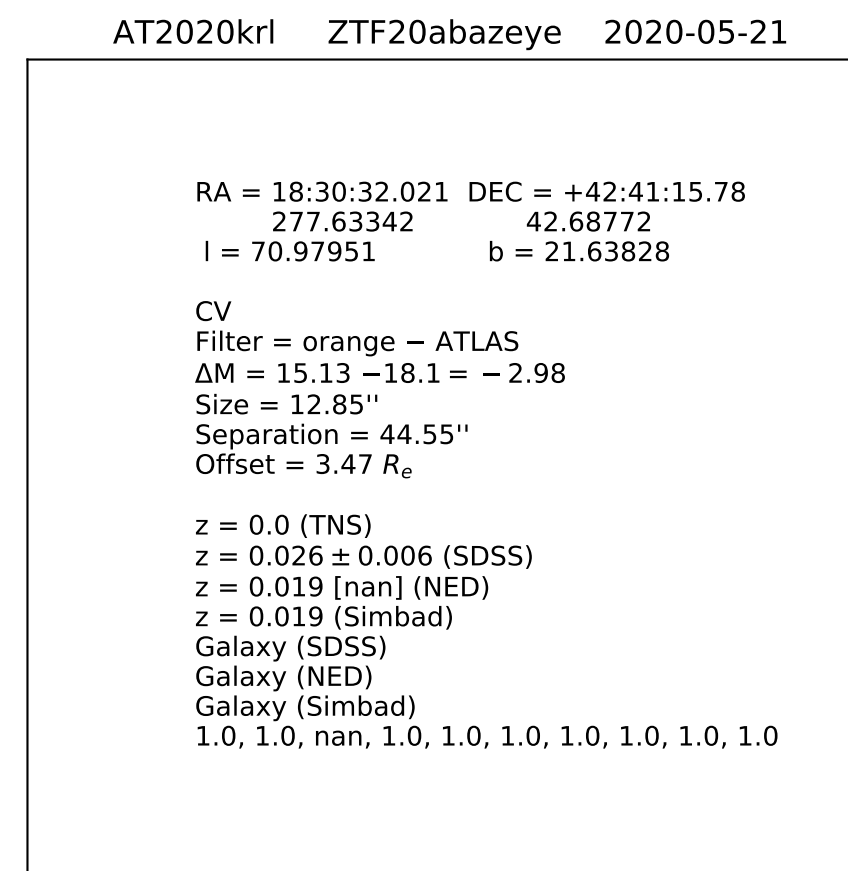 AT2020krl ZTF20abazeye 2020-05-21
RA = 18:30:32.021 DEC = +42:41:15.78
277.63342 42.68772
l = 70.97951 b = 21.63828
CV
Filter = orange − ATLAS
ΔM = 15.13 −18.1 = − 2.98
Size = 12.85''
Separation = 44.55''
Offset = 3.47 Re
z = 0.0 (TNS)
z = 0.026 ± 0.006 (SDSS)
z = 0.019 [nan] (NED)
z = 0.019 (Simbad)
Galaxy (SDSS)
Galaxy (NED)
Galaxy (Simbad)
1.0, 1.0, nan, 1.0, 1.0, 1.0, 1.0, 1.0, 1.0, 1.0